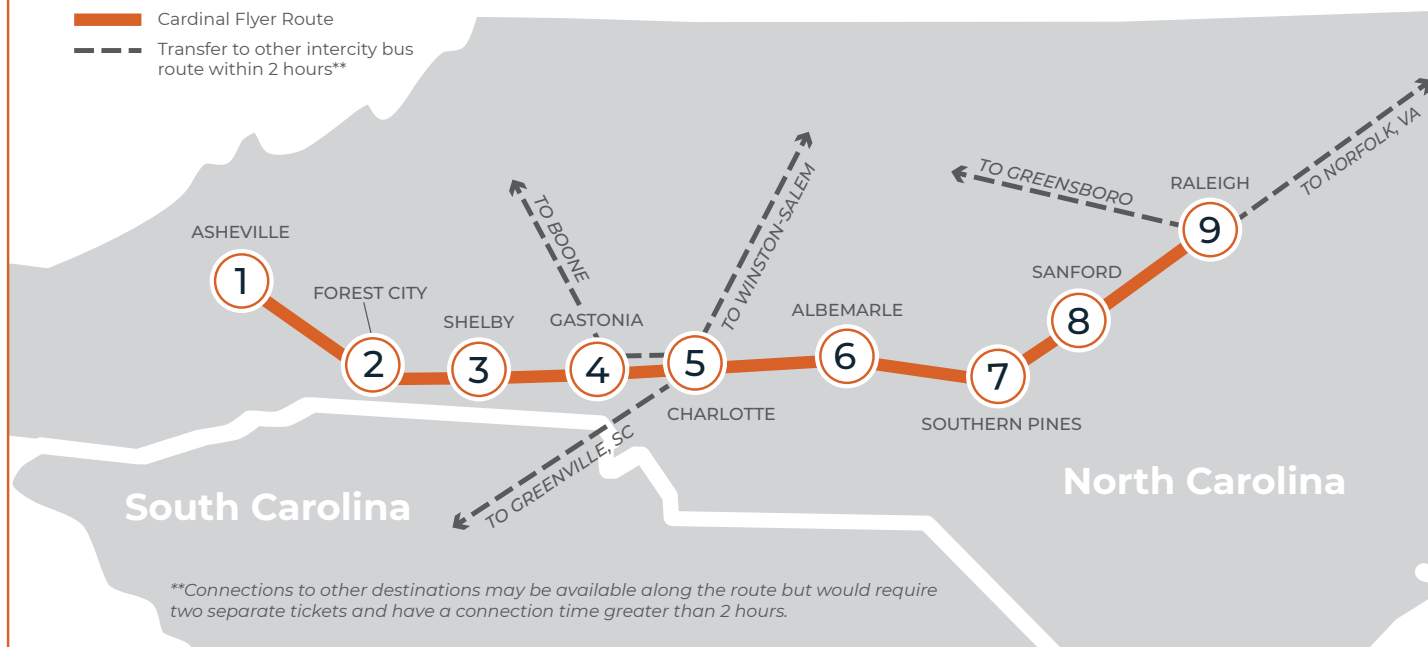 Cardinal Flyer Route
Transfer to other intercity bus
route within 2 hours**
TO NORFOLK, VA
TO WINSTON-SALEM
TO GREENSBORO
RALEIGH
9
TO BOONE
ASHEVILLE
1
FOREST CITY
2
SHELBY
3
GASTONIA
4
5
CHARLOTTE
ALBEMARLE
6
SANFORD
8
7
SOUTHERN PINES
TO GREENVILLE, SC
South Carolina
North Carolina
**Connections to other destinations may be available along the route but would require
two separate tickets and have a connection time greater than 2 hours.